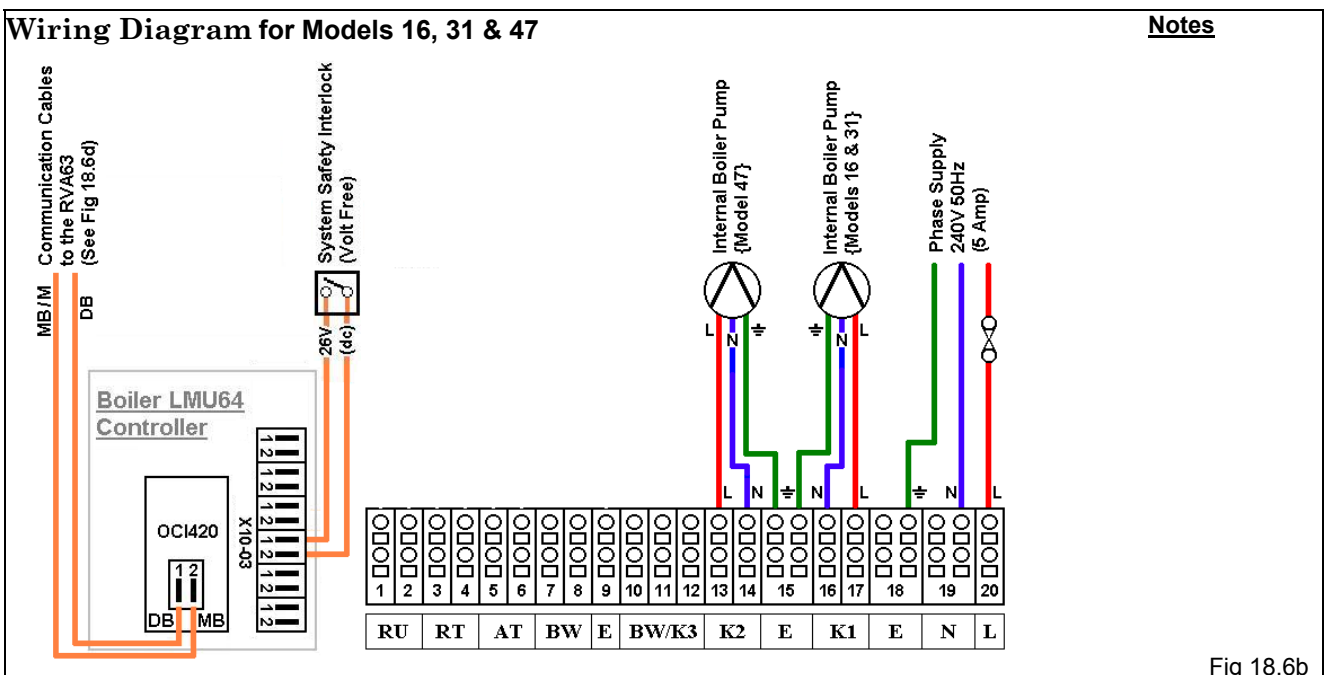 Wiring Diagram for Models 16, 31 & 47
Notes
Communication Cables
to the RVA63
(See Fig 18.6d)
MB/M
DB
System Safety Interlock
(Volt Free)
26V
(dc)
Internal Boiler Pump
{Model 47}
Internal Boiler Pump
{Models 16 & 31}
Phase Supply
240V 50Hz
(5 Amp)
L
N
N
L
Boiler LMU64
Controller
OCI420
1 2
DB
MB
X10-03
1 2
1 2
1 2
1 2
1 2
1 2
L N N L N L
1 2 3 4 5 6 7 8 9 10 11 12 13 14 15 16 17 18 19 20
RU RT AT BW E BW/K3 K2 E K1 E N L
Fig 18.6b